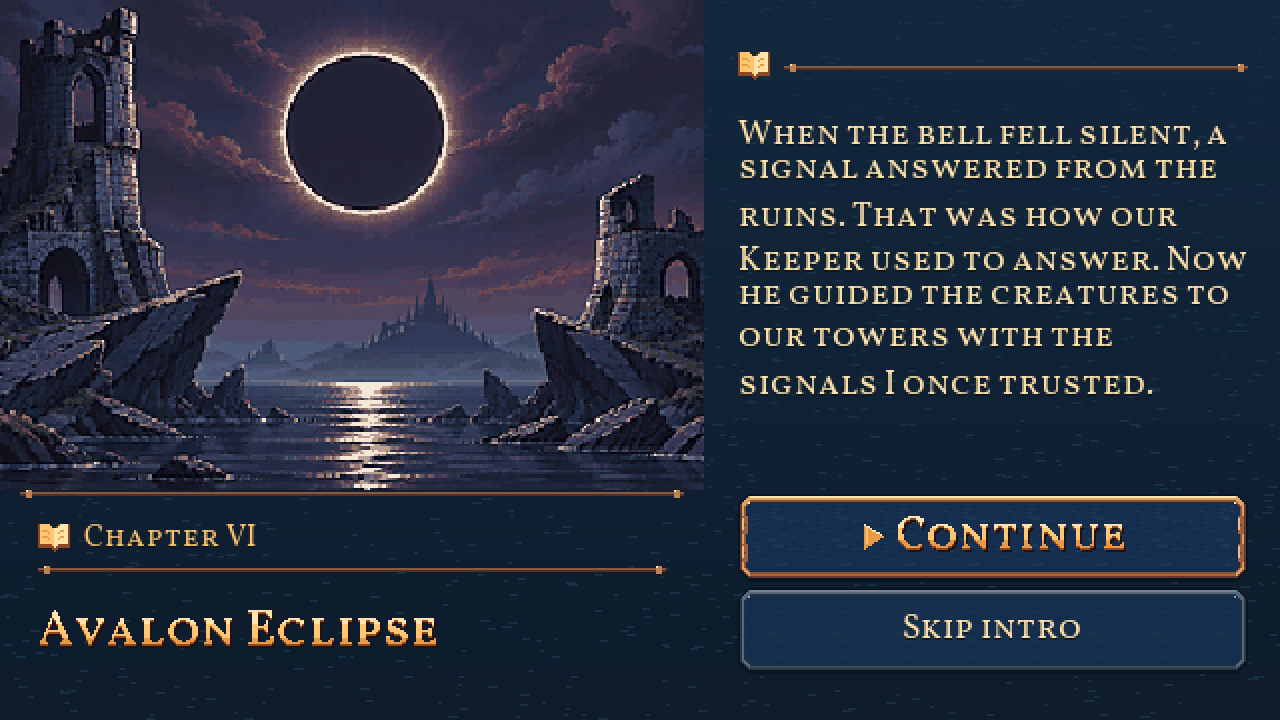 Chapter VI
Avalon Eclipse
When the bell fell silent, a
signal answered from the
ruins. That was how our
Keeper used to answer. Now
he guided the creatures to
our towers with the
signals I once trusted.
Continue
Skip intro